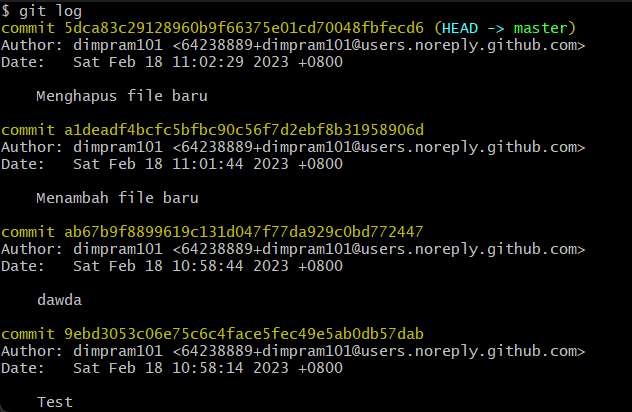 $ git log
commit 5dca83c29128960b9f66375e01cd70048fbfecd6 (HEAD -> master)
Author: dimpram101 <64238889+dimpram101@users.noreply.github.com>
Date:   Sat Feb 18 11:02:29 2023 +0800
Menghapus file baru
commit a1deadf4bcfc5bfbc90c56f7d2ebf8b31958906d
Author: dimpram101 <64238889+dimpram101@users.noreply.github.com>
Date:   Sat Feb 18 11:01:44 2023 +0800
Menambah file baru
commit ab67b9f8899619c131d047f77da929c0bd772447
Author: dimpram101 <64238889+dimpram101@users.noreply.github.com>
Date:   Sat Feb 18 10:58:44 2023 +0800
dawda
commit 9ebd3053c06e75c6c4face5fec49e5ab0db57dab
Author: dimpram101 <64238889+dimpram101@users.noreply.github.com>
Date:   Sat Feb 18 10:58:14 2023 +0800
Test